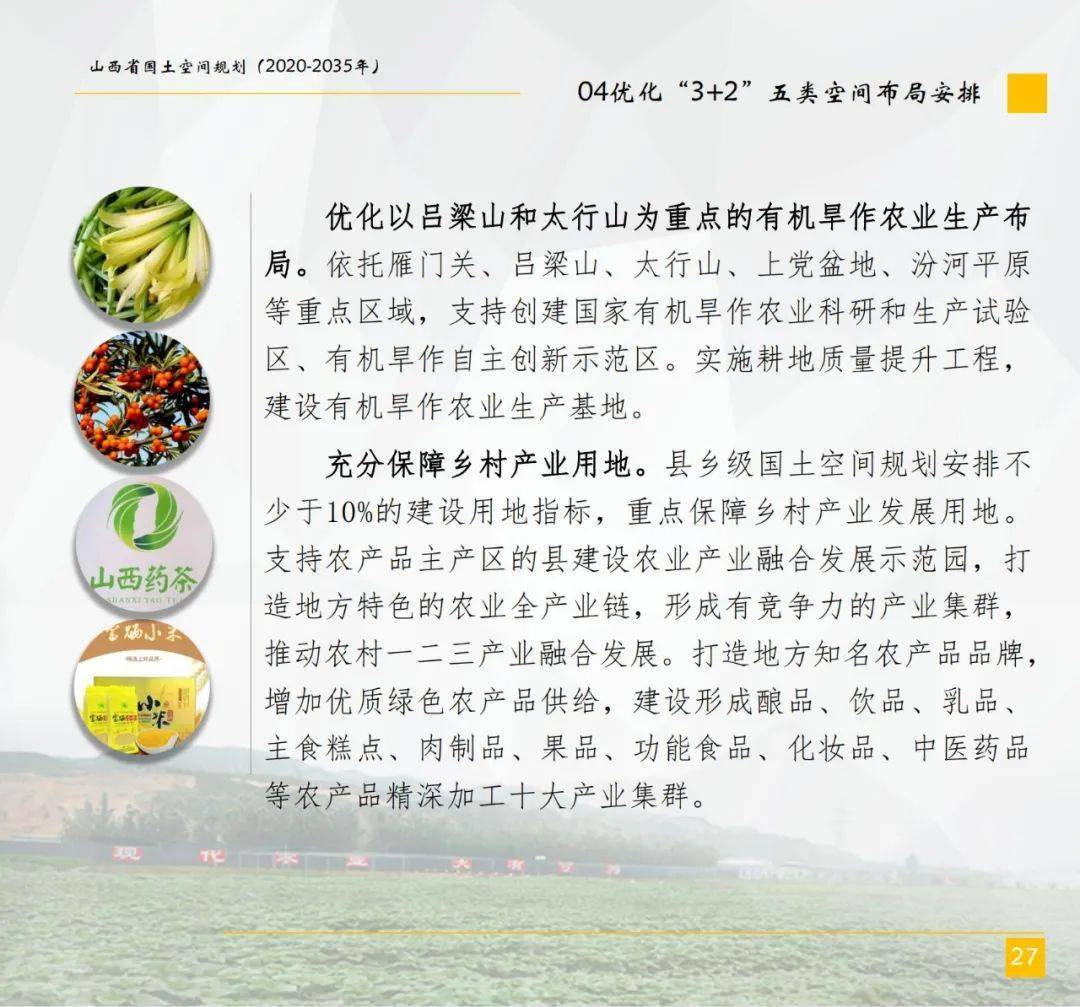 山西省国土空间规划（2020-2035年）
04优化“3+2”五类空间布局安排
优化以吕梁山和太行山为重点的有机旱作农业生产布
局。依托雁门关、吕梁山、太行山、上党盆地、汾河平原
等重点区域，支持创建国家有机旱作农业科研和生产试验
区、有机旱作自主创新示范区。实施耕地质量提升工程，
建设有机旱作农业生产基地。
充分保障乡村产业用地。县乡级国土空间规划安排不
少于10%的建设用地指标，重点保障乡村产业发展用地。
支持农产品主产区的县建设农业产业融合发展示范园，打
造地方特色的农业全产业链，形成有竞争力的产业集群，
推动农村一二三产业融合发展。打造地方知名农产品品牌，
增加优质绿色农产品供给，建设形成酿品、饮品、乳品、
主食糕点、肉制品、果品、功能食品、化妆品、中医药品
等农产品精深加工十大产业集群。
山西药茶
SHANXI YAO TEA
富硒小米
小米
现代农业大有可为
27